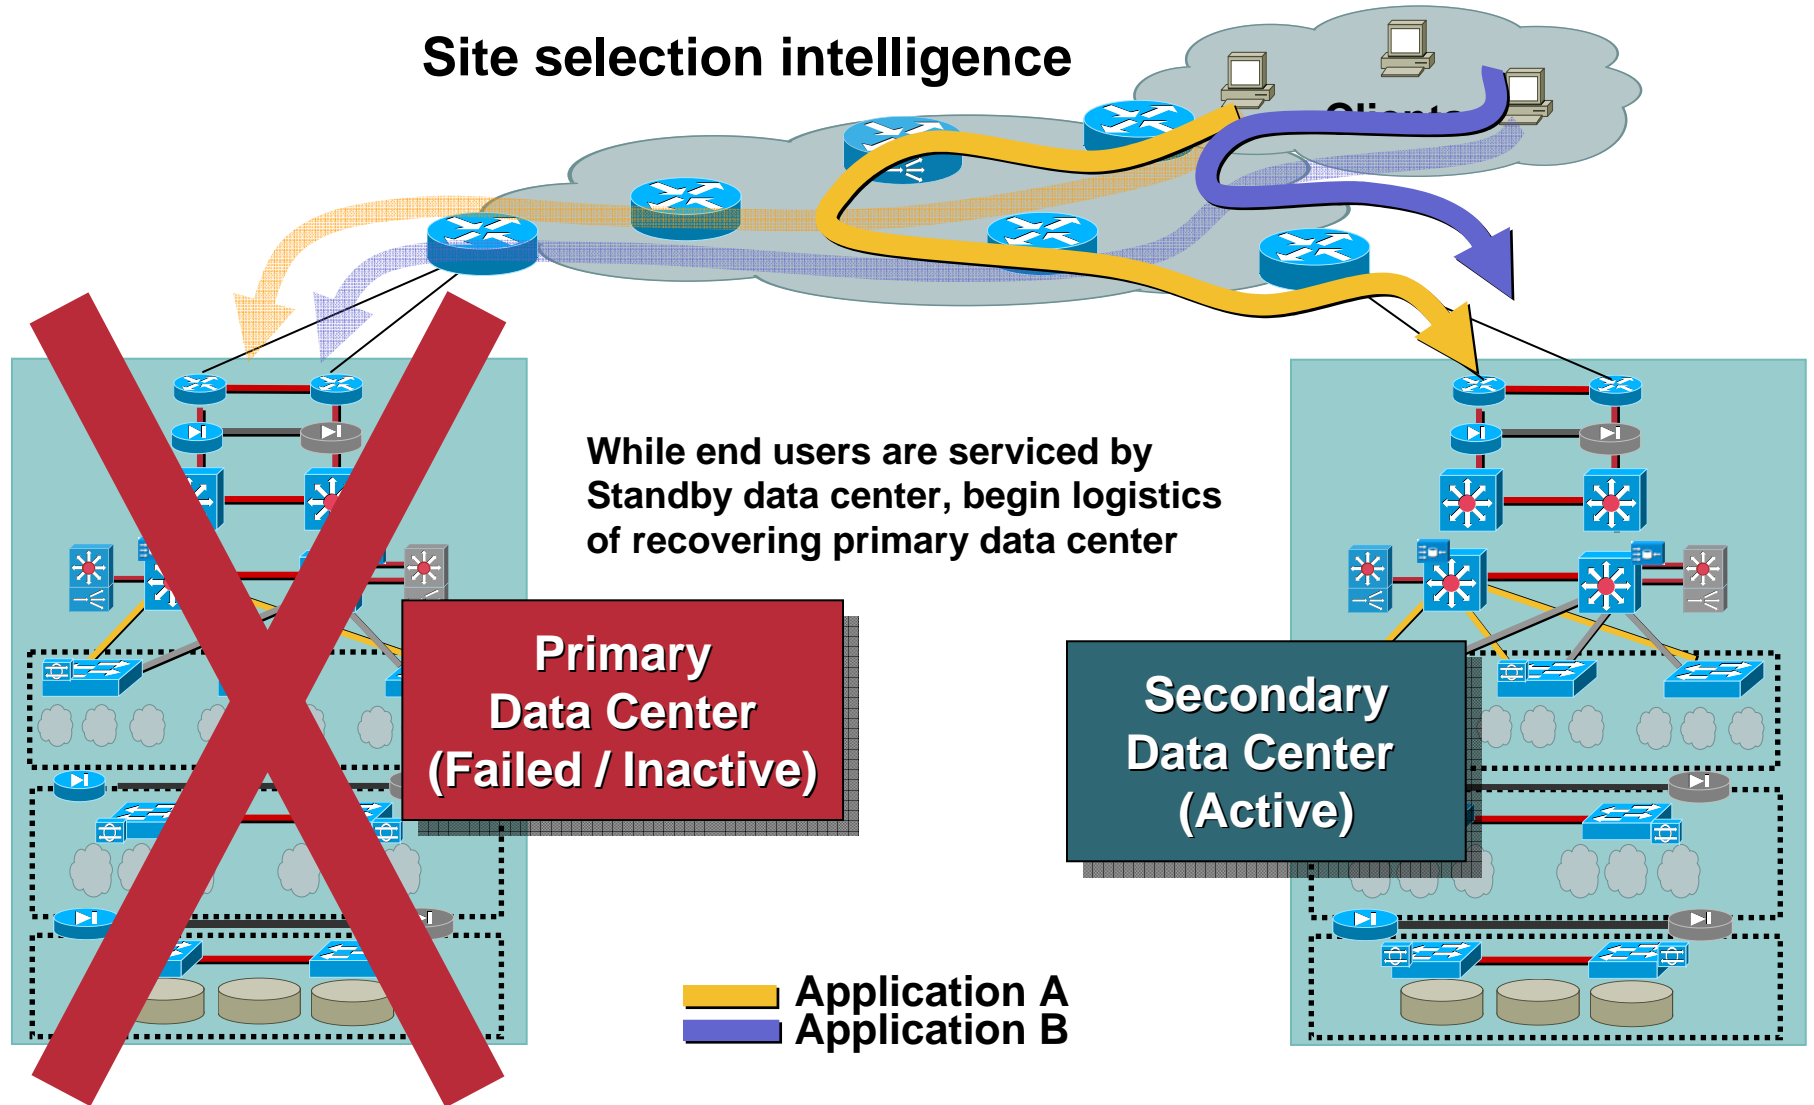 Site selection intelligence
Clients
While end users are serviced by
Standby data center, begin logistics
of recovering primary data center
Primary
Data Center
(Failed / Inactive)
Secondary
Data Center
(Active)
Application A
Application B